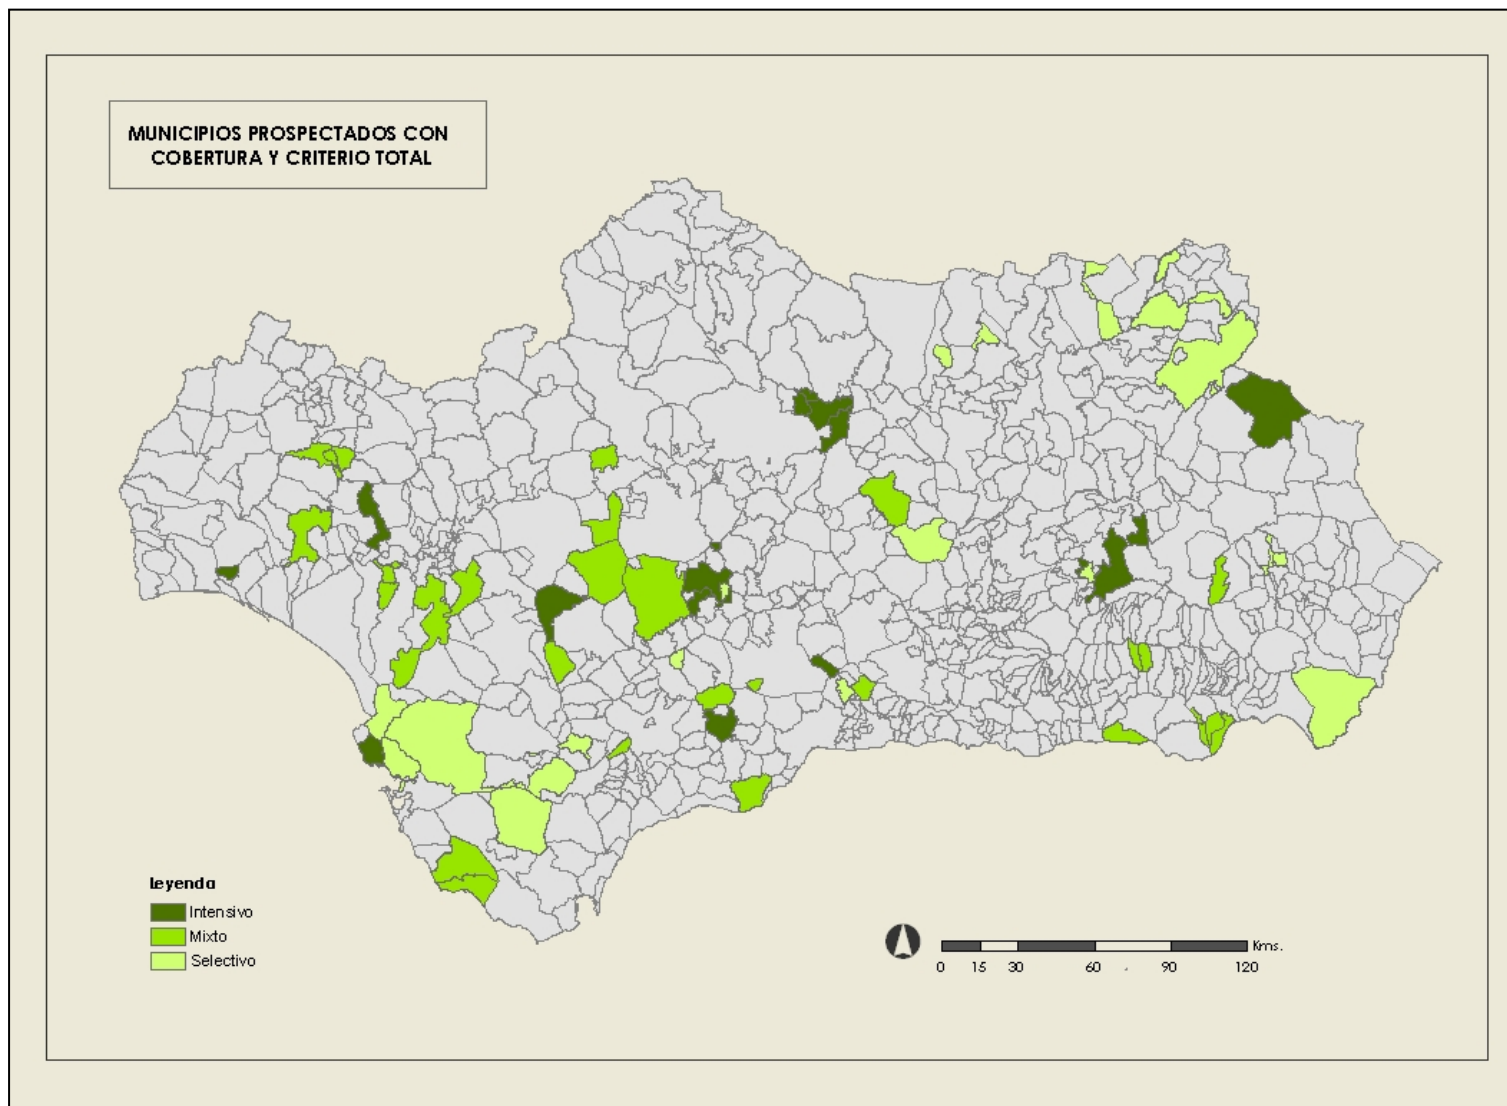 MUNICIPIOS PROSPECTADOS CON
COBERTURA Y CRITERIO TOTAL
Leyenda
Intensivo
Mixto
Selectivo
Kms.
0 15 30 60 90 120